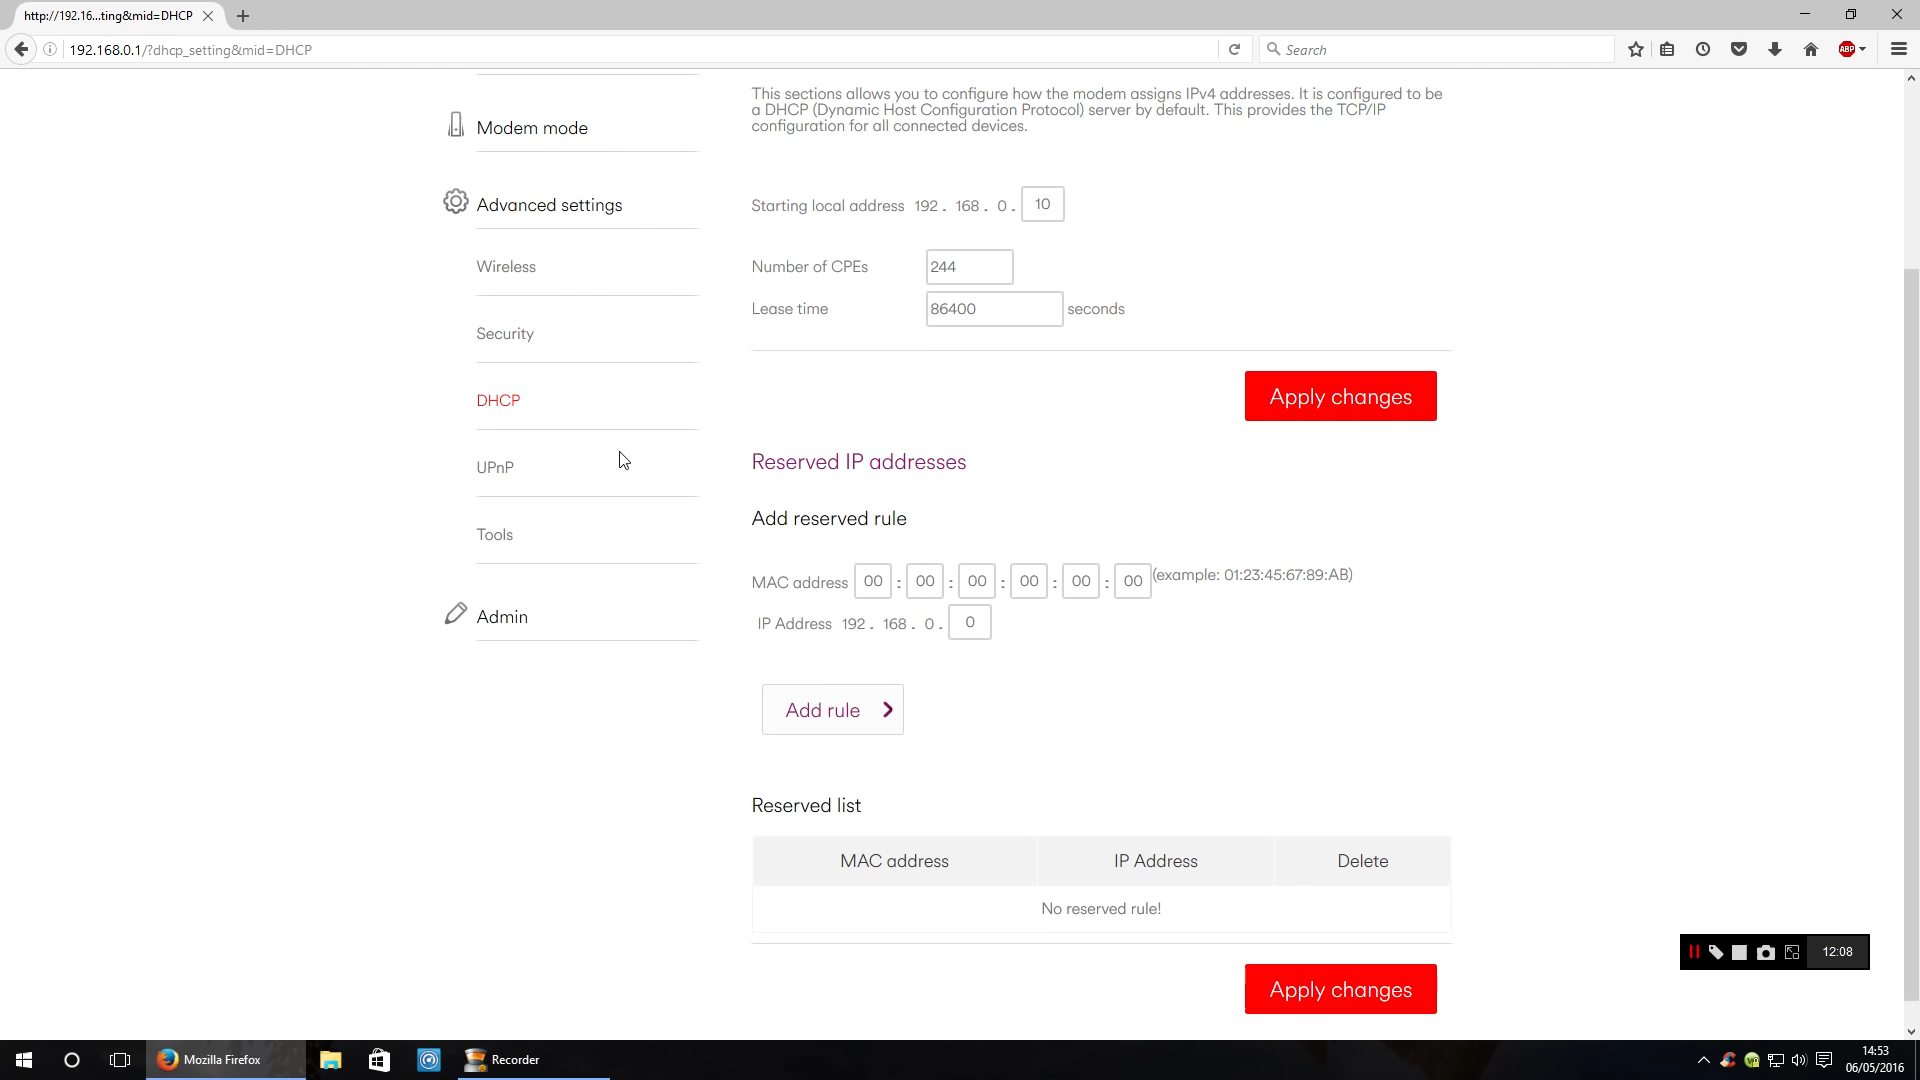 http://192.16...ting&mid=DHCP
192.168.0.1/?dhcp_setting&mid=DHCP
Search
ABP
This sections allows you to configure how the modem assigns IPv4 addresses. It is configured to be
a DHCP (Dynamic Host Configuration Protocol) server by default. This provides the TCP/IP
configuration for all connected devices.
Modem mode
Advanced settings
Wireless
Security
DHCP
UPnP
Tools
Admin
Starting local address 192 . 168 . 0 . 10
Number of CPEs 244
Lease time 86400 seconds
Apply changes
Reserved IP addresses
Add reserved rule
MAC address 00 : 00 : 00 : 00 : 00 : 00 (example: 01:23:45:67:89:AB)
IP Address 192 . 168 . 0 . 0
Add rule
Reserved list
MAC address IP Address Delete
No reserved rule!
Apply changes
12:08
Mozilla Firefox
Recorder
14:53
06/05/2016